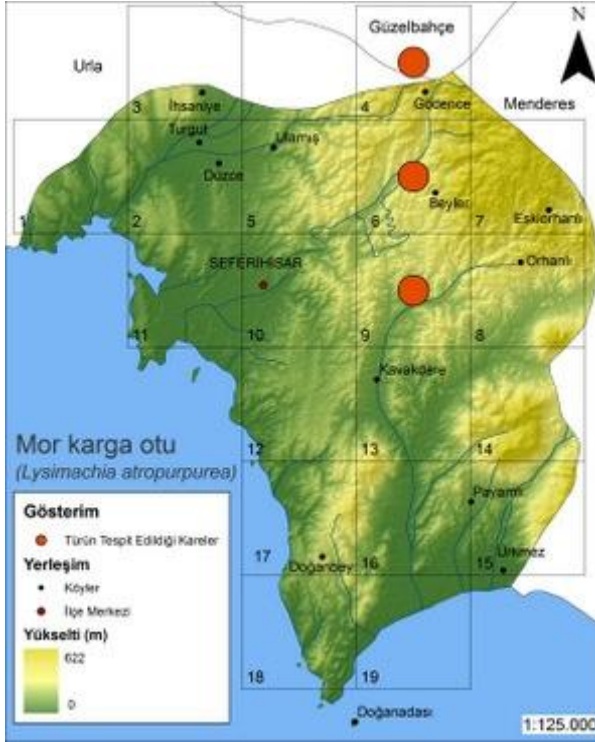 Güzelbahçe
N
Urla
3
İhsaniye
4
Gödence
Menderes
Turgut
Ulamış
Düzce
Beyler
1
2
5
6
7
Eskiorhanlı
SEFERİHİSAR
Orhanlı
11
10
9
8
Kavakdere
Mor karga otu
(Lysimachia atropurpurea)
12
13
14
Gösterim
Türün Tespit Edildiği Kareler
Yerleşim
Köyler
İlçe Merkezi
Yükselti (m)
622
0
Payamlı
17
Doğanbey
16
15
Ürkmez
18
19
Doğanadası
1:125.000